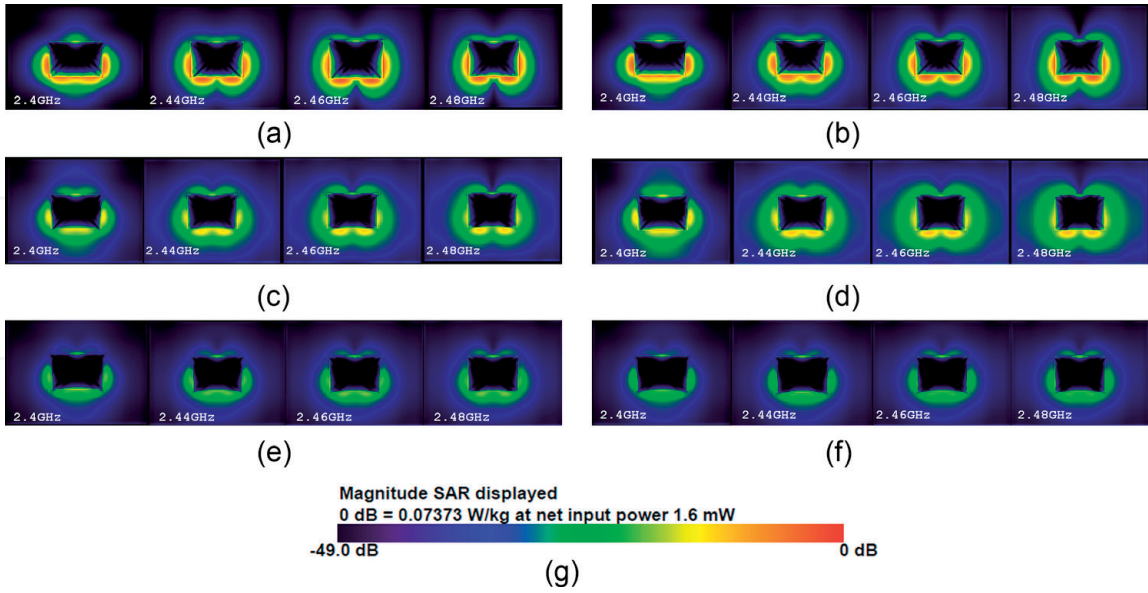 2.4GHz 2.44GHz 2.46GHz 2.48GHz
(a)
2.4GHz 2.44GHz 2.46GHz 2.48GHz
(b)
2.4GHz 2.44GHz 2.46GHz 2.48GHz
(c)
2.4GHz 2.44GHz 2.46GHz 2.48GHz
(d)
2.4GHz 2.44GHz 2.46GHz 2.48GHz
(e)
2.4GHz 2.44GHz 2.46GHz 2.48GHz
(f)
Magnitude SAR displayed
0 dB = 0.07373 W/kg at net input power 1.6 mW
-49.0 dB 0 dB
(g)